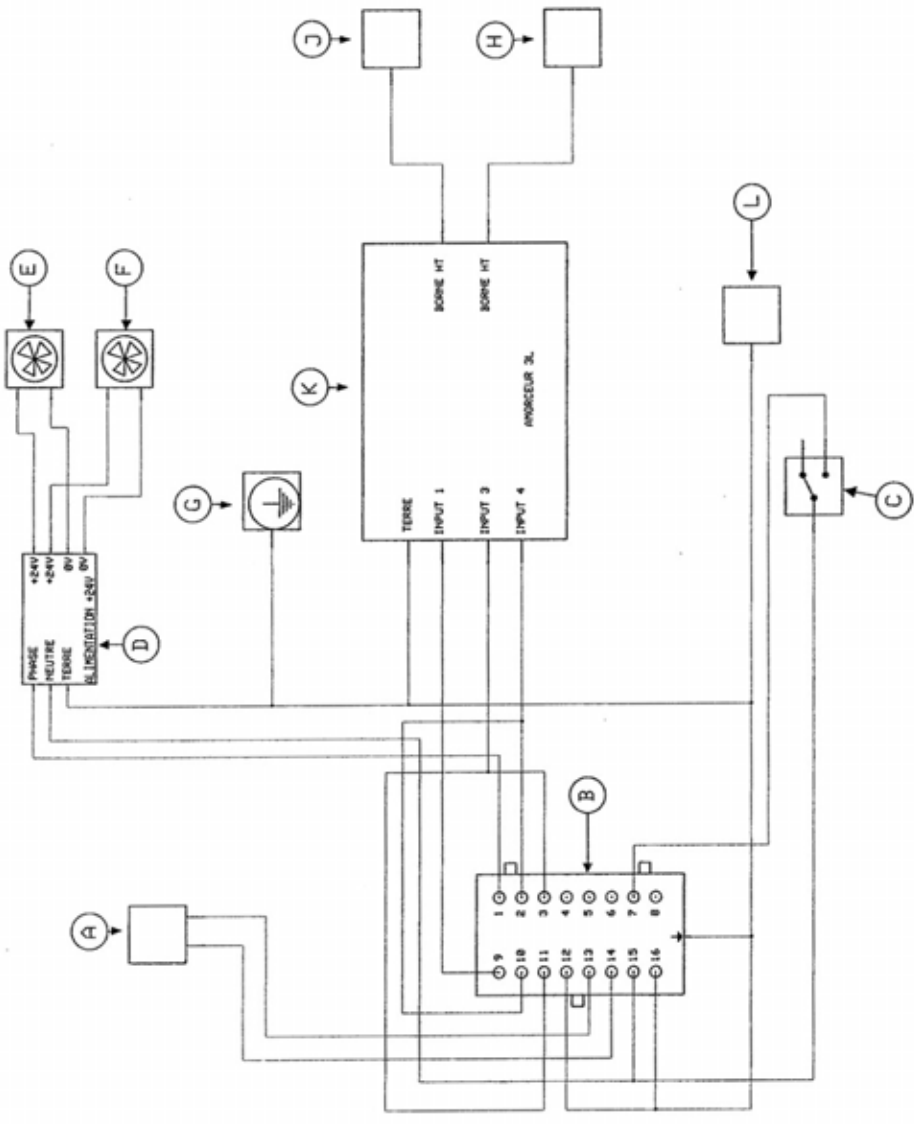 J
H
E
F
L
K
G
C
D
B
A
PHASE
NEUTRE
TERRE
ALIMENTATION +24V
+24V
+24V
0V
0V
TERRE
INPUT 1
INPUT 3
INPUT 4
BORNE HT
BORNE HT
AMORCEUR 3L
1
2
3
4
5
6
7
8
9
10
11
12
13
14
15
16